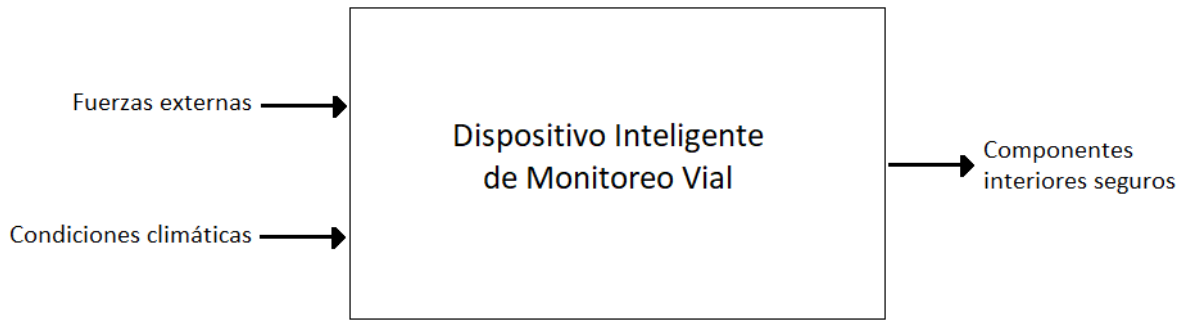 Fuerzas externas
Condiciones climáticas
Dispositivo Inteligente
de Monitoreo Vial
Componentes
interiores seguros